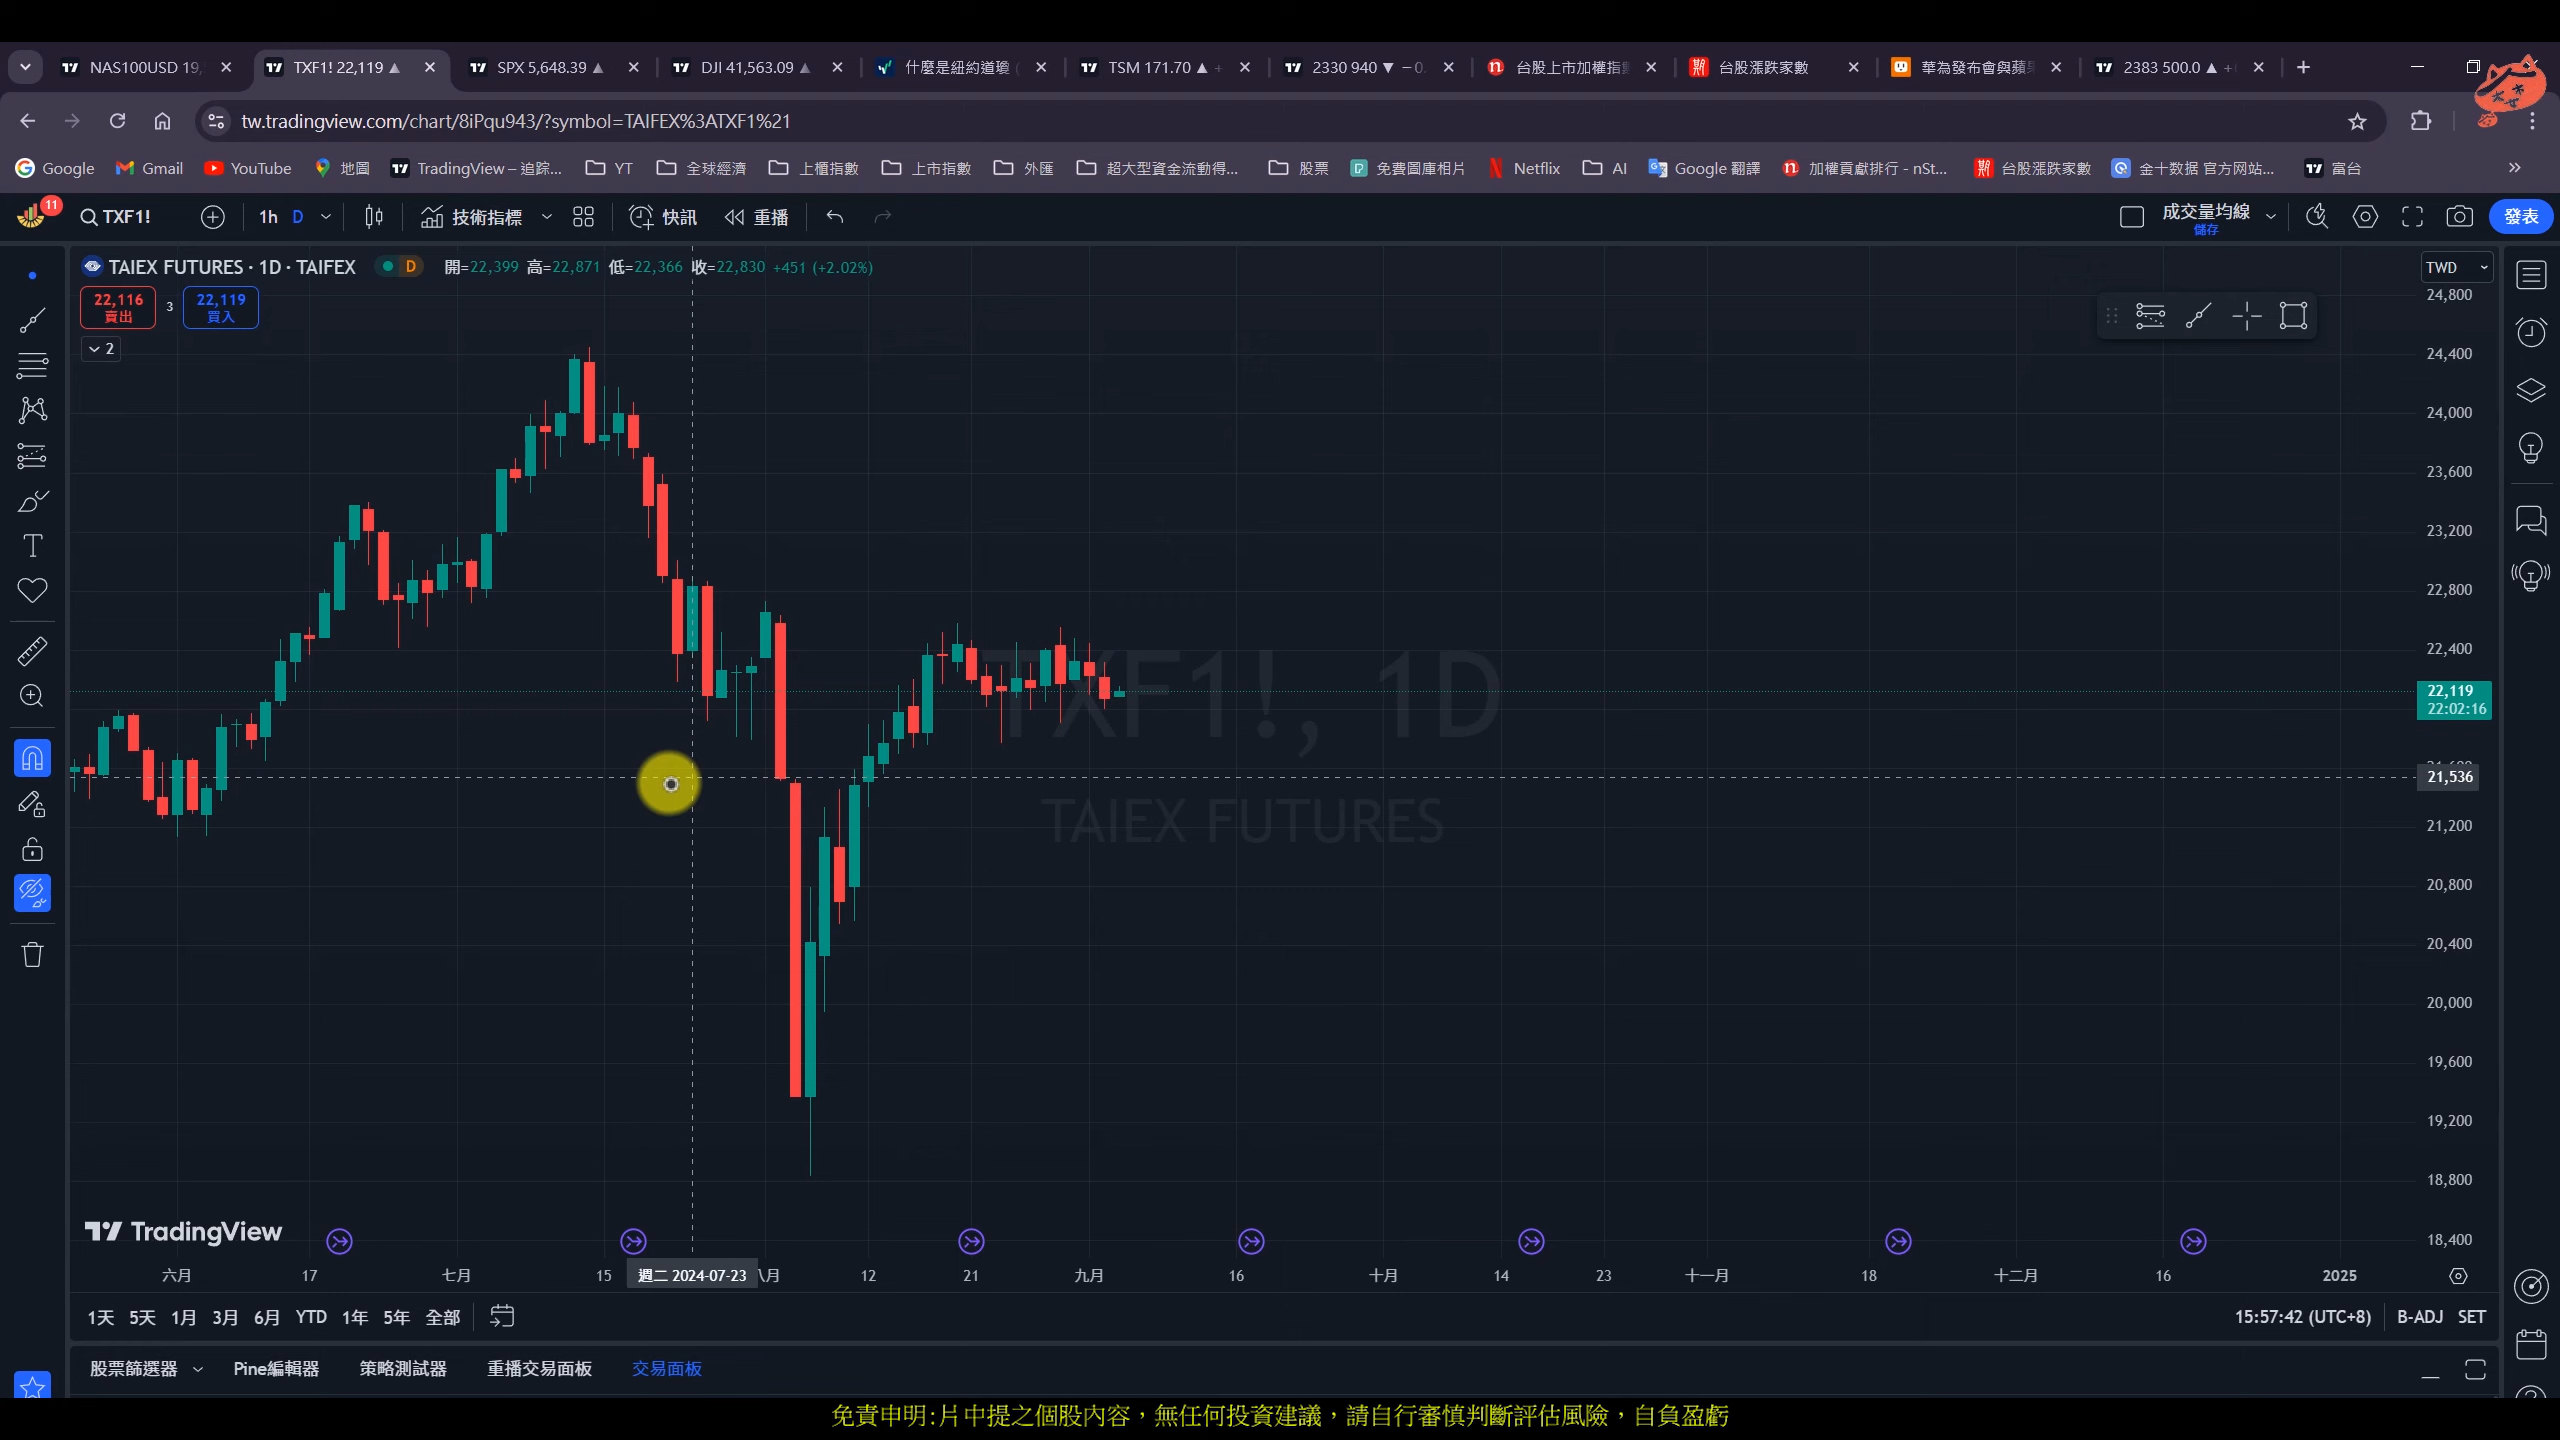 NAS100USD 19,
TXF1! 22,119 ▲
SPX 5,648.39 ▲
DJI 41,563.09 ▲
什麼是紐約道瓊
TSM 171.70 ▲ +
2330 940 ▼ −0.
台股上市加權指數
台股漲跌家數
華為發布會與蘋果
2383 500.0 ▲ +
tw.tradingview.com/chart/8iPqu943/?symbol=TAIFEX%3ATXF1%21
Google
Gmail
YouTube
地圖
TradingView – 追踪...
YT
全球經濟
上櫃指數
上市指數
外匯
超大型資金流動得...
股票
免費圖庫相片
Netflix
AI
Google 翻譯
加權貢獻排行 - nSt...
台股漲跌家數
金十数据 官方网站...
富台
11
TXF1!
1h
D
技術指標
快訊
重播
成交量均線
儲存
發表
TAIEX FUTURES · 1D · TAIFEX
D
開=22,399 高=22,871 低=22,366 收=22,830 +451 (+2.02%)
TWD
22,116
賣出
3
22,119
買入
2
24,800
24,400
24,000
23,600
23,200
22,800
22,400
22,119
22:02:16
21,536
21,200
20,800
20,400
20,000
19,600
19,200
18,800
18,400
TXF1!, 1D
TAIEX FUTURES
TradingView
六月
17
七月
15
週二 2024-07-23
八月
12
21
九月
16
十月
14
23
十一月
18
十二月
16
2025
1天 5天 1月 3月 6月 YTD 1年 5年 全部
15:57:42 (UTC+8)
B-ADJ SET
股票篩選器
Pine編輯器
策略測試器
重播交易面板
交易面板
免責申明:片中提之個股內容，無任何投資建議，請自行審慎判斷評估風險，自負盈虧